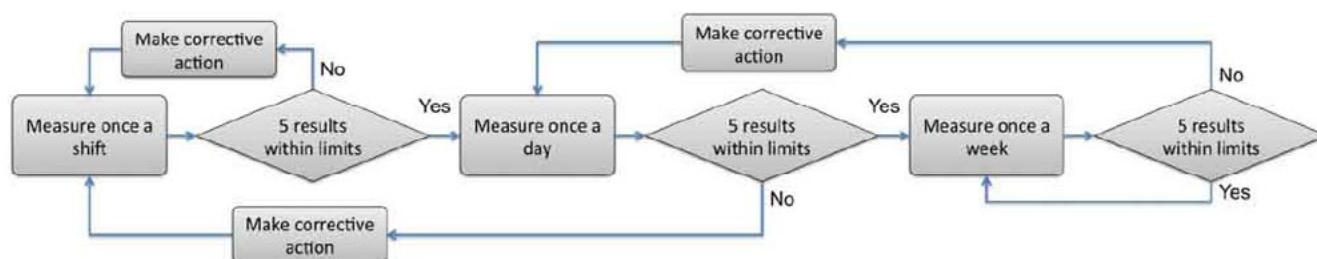 Make corrective
action
No
Measure once a
shift
5 results
within limits
Yes
Make corrective
action
Measure once a
day
Make corrective
action
5 results
within limits
No
Yes
Measure once a
week
5 results
within limits
No
Yes